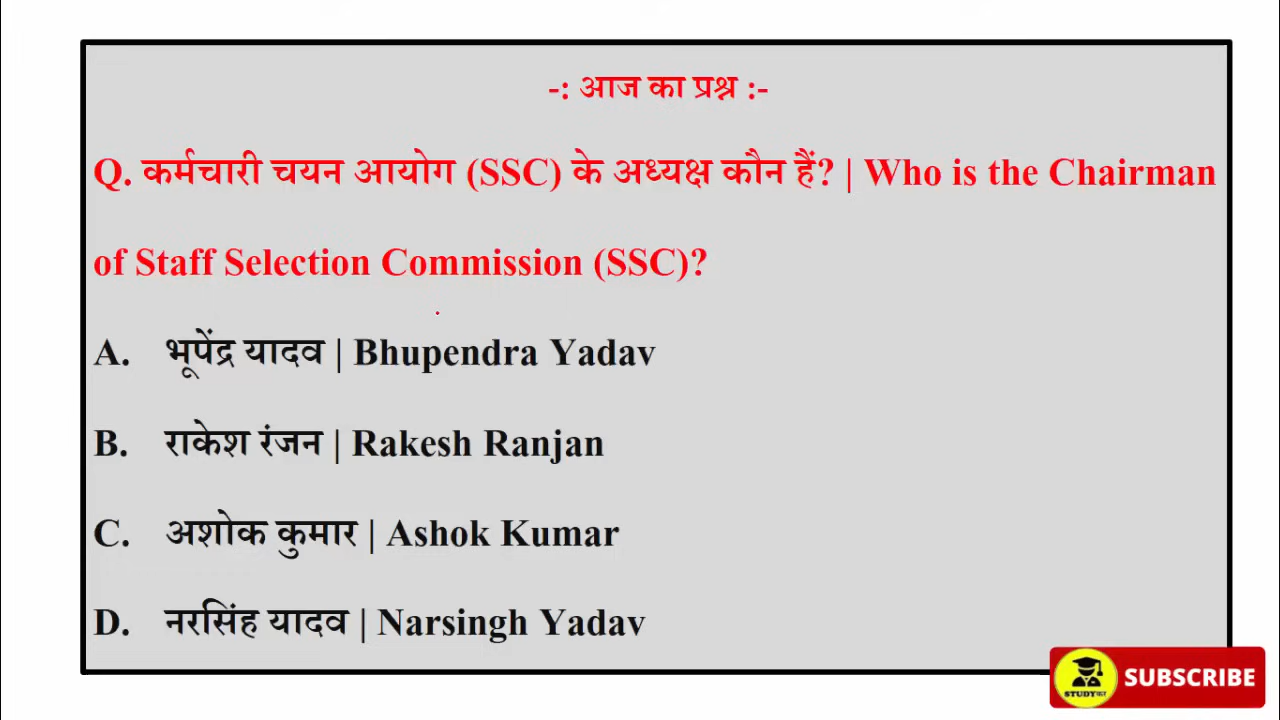 -: आज का प्रश्न :-
Q. कर्मचारी चयन आयोग (SSC) के अध्यक्ष कौन हैं? | Who is the Chairman
of Staff Selection Commission (SSC)?
A. भूपेंद्र यादव | Bhupendra Yadav
B. राकेश रंजन | Rakesh Ranjan
C. अशोक कुमार | Ashok Kumar
D. नरसिंह यादव | Narsingh Yadav
STUDYका
SUBSCRIBE